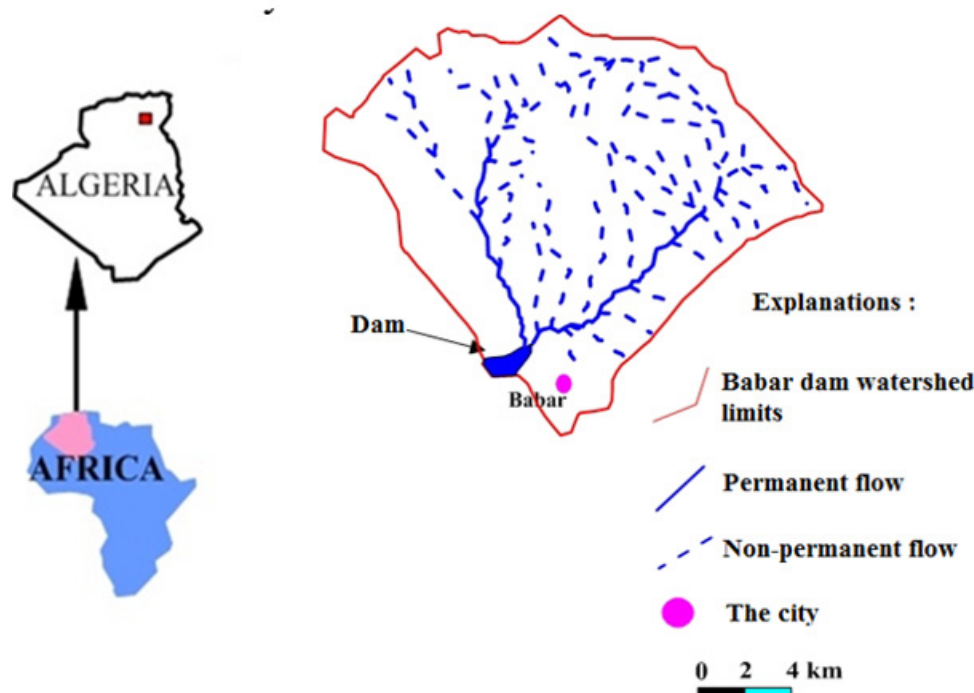 ALGERIA
AFRICA
Dam
Babar
Explanations :
Babar dam watershed
limits
Permanent flow
Non-permanent flow
The city
0 2 4 km